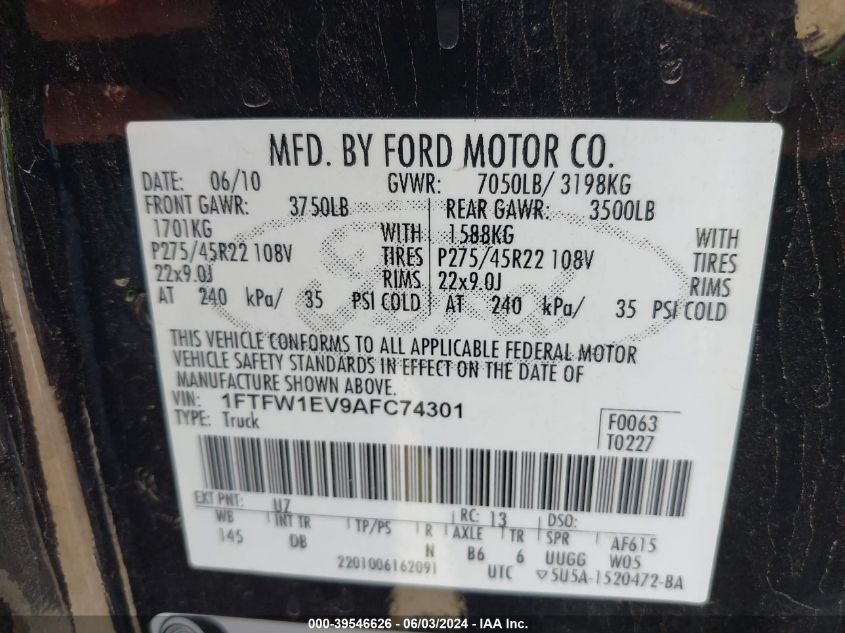 MFD. BY FORD MOTOR CO.
DATE: 06/10 GVWR: 7050LB/ 3198KG
FRONT GAWR: 3750LB REAR GAWR: 3500LB
1701KG WITH 1588KG WITH
P275/45R22 108V TIRES P275/45R22 108V TIRES
22x9.0J RIMS 22x9.0J RIMS
AT 240 kPa/ 35 PSI COLD AT 240 kPa/ 35 PSI COLD
THIS VEHICLE CONFORMS TO ALL APPLICABLE FEDERAL MOTOR
VEHICLE SAFETY STANDARDS IN EFFECT ON THE DATE OF
MANUFACTURE SHOWN ABOVE.
VIN: 1FTFW1EV9AFC74301
TYPE: Truck
F0063
T0227
EXT PNT: UZ RC: 13 DSO:
WB INT TR TP/PS R AXLE TR SPR AF615
145 DB N B6 6 UUGG W05
2201006162091 UTC ▽5U5A-1520472-BA
000-39546626 - 06/03/2024 - IAA Inc.